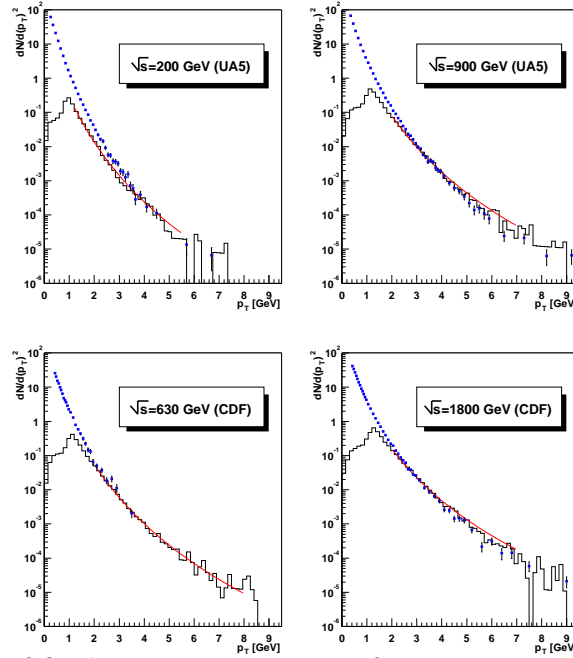 dN/d(p_T)^2
10^2
10
1
10^-1
10^-2
10^-3
10^-4
10^-5
10^-6
√s=200 GeV (UA5)
0 1 2 3 4 5 6 7 8 9
p_T [GeV]
dN/d(p_T)^2
10^2
10
1
10^-1
10^-2
10^-3
10^-4
10^-5
10^-6
√s=900 GeV (UA5)
0 1 2 3 4 5 6 7 8 9
p_T [GeV]
dN/d(p_T)^2
10^2
10
1
10^-1
10^-2
10^-3
10^-4
10^-5
10^-6
√s=630 GeV (CDF)
0 1 2 3 4 5 6 7 8 9
p_T [GeV]
dN/d(p_T)^2
10^2
10
1
10^-1
10^-2
10^-3
10^-4
10^-5
10^-6
√s=1800 GeV (CDF)
0 1 2 3 4 5 6 7 8 9
p_T [GeV]